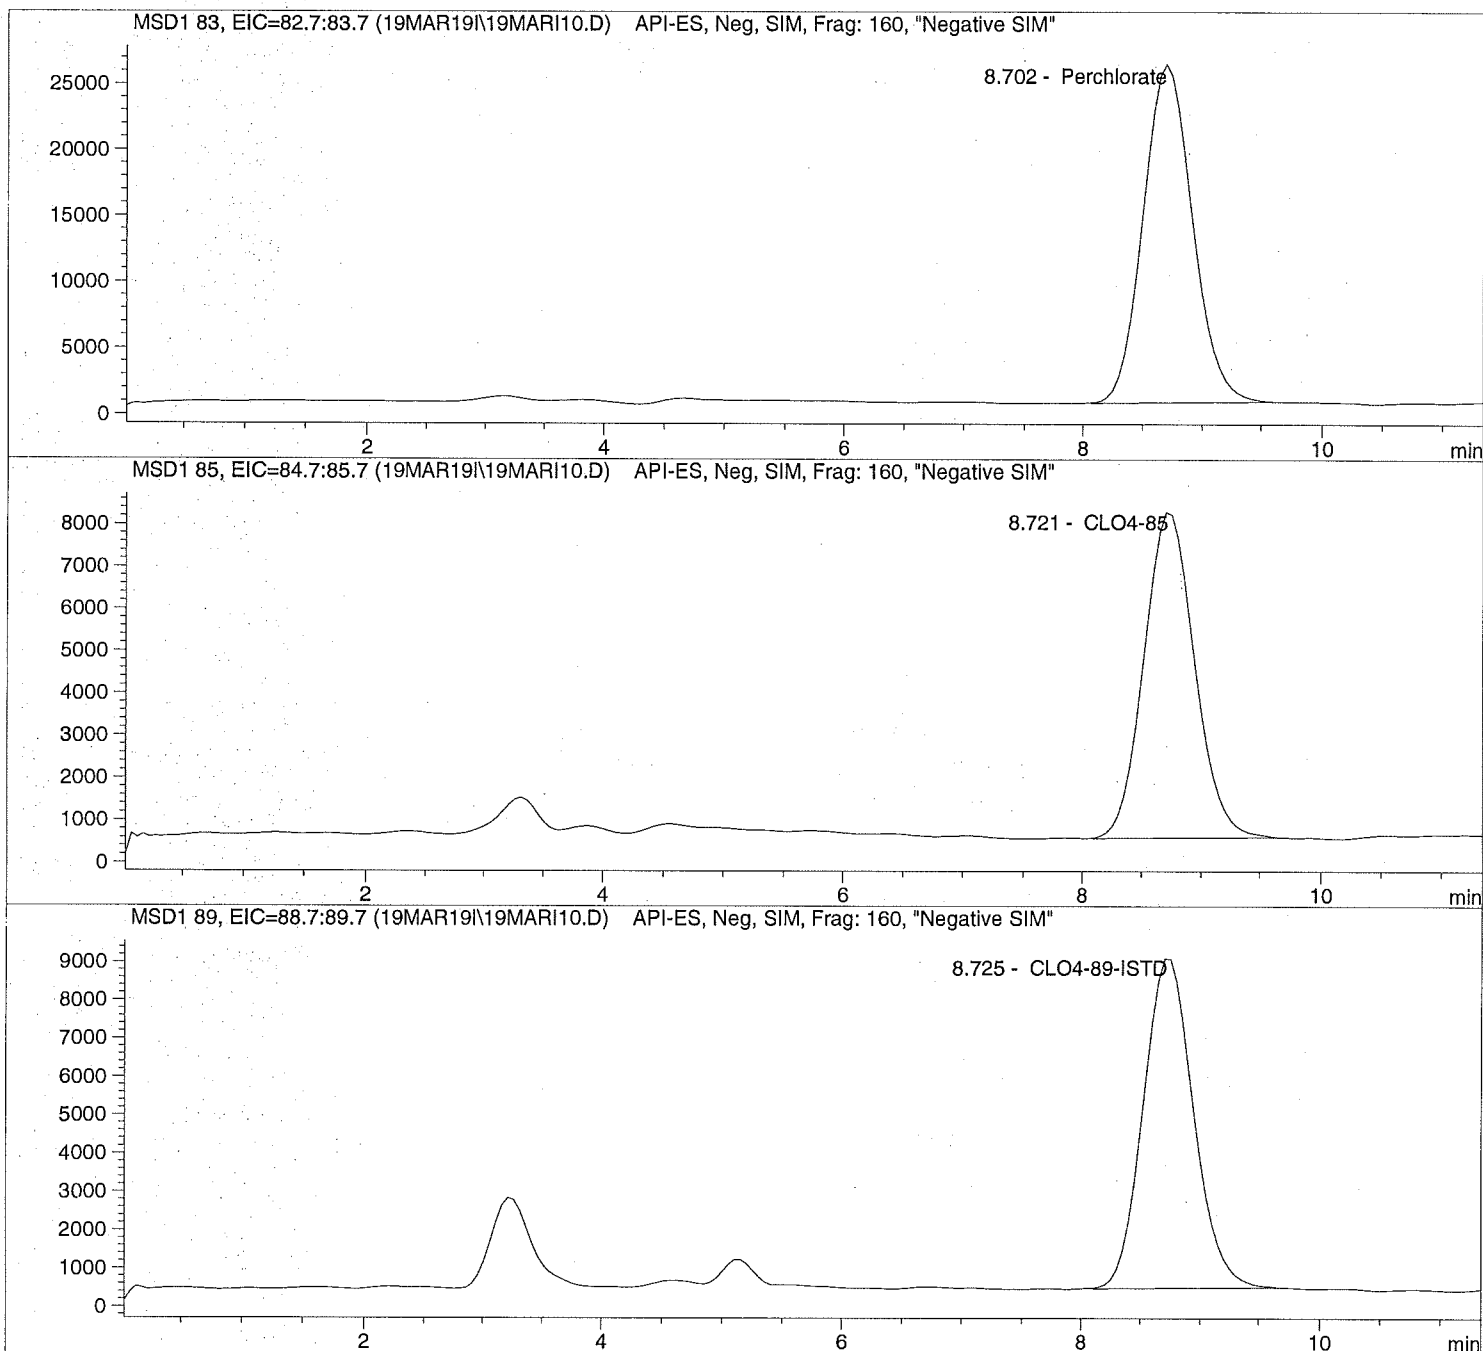 MSD1 83, EIC=82.7:83.7 (19MAR19I\19MARI10.D) API-ES, Neg, SIM, Frag: 160, "Negative SIM"
8.702 - Perchlorate
25000
20000
15000
10000
5000
0
2 4 6 8 10 min
MSD1 85, EIC=84.7:85.7 (19MAR19I\19MARI10.D) API-ES, Neg, SIM, Frag: 160, "Negative SIM"
8.721 - CLO4-85
8000
7000
6000
5000
4000
3000
2000
1000
0
2 4 6 8 10 min
MSD1 89, EIC=88.7:89.7 (19MAR19I\19MARI10.D) API-ES, Neg, SIM, Frag: 160, "Negative SIM"
8.725 - CLO4-89-ISTD
9000
8000
7000
6000
5000
4000
3000
2000
1000
0
2 4 6 8 10 min